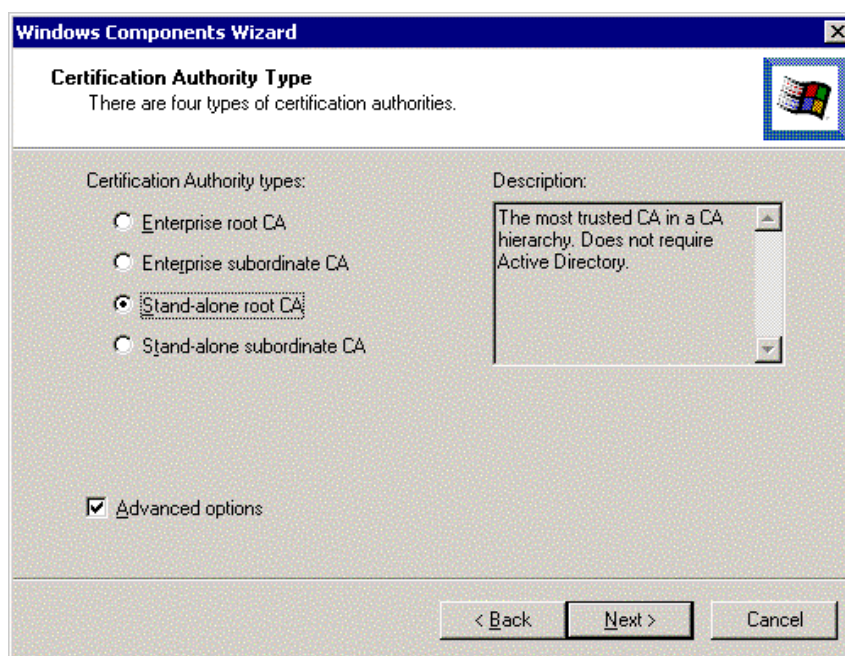 Windows Components Wizard
Certification Authority Type
There are four types of certification authorities.
Certification Authority types:
Enterprise root CA
Enterprise subordinate CA
Stand-alone root CA
Stand-alone subordinate CA
Description:
The most trusted CA in a CA
hierarchy. Does not require
Active Directory.
Advanced options
< Back
Next >
Cancel